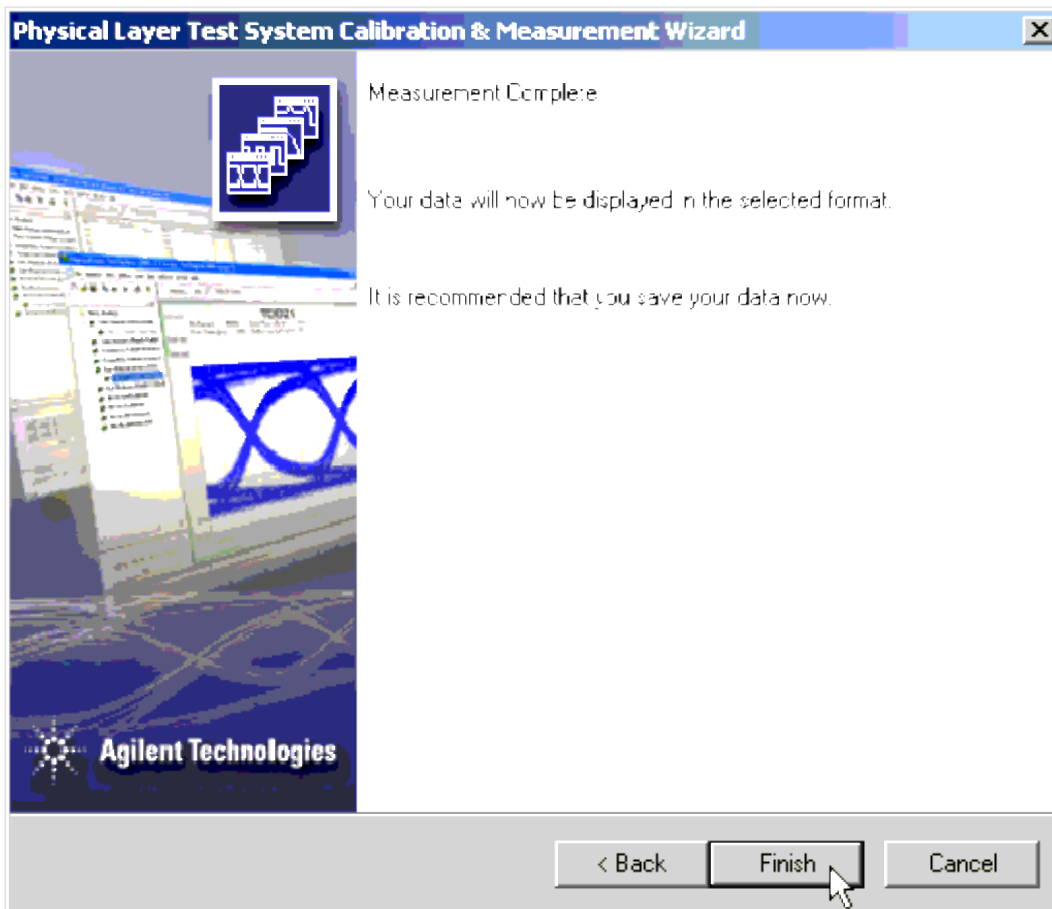 Physical Layer Test System Calibration & Measurement Wizard
Measurement Complete
Your data will now be displayed in the selected format.
It is recommended that you save your data now.
Agilent Technologies
< Back
Finish
Cancel